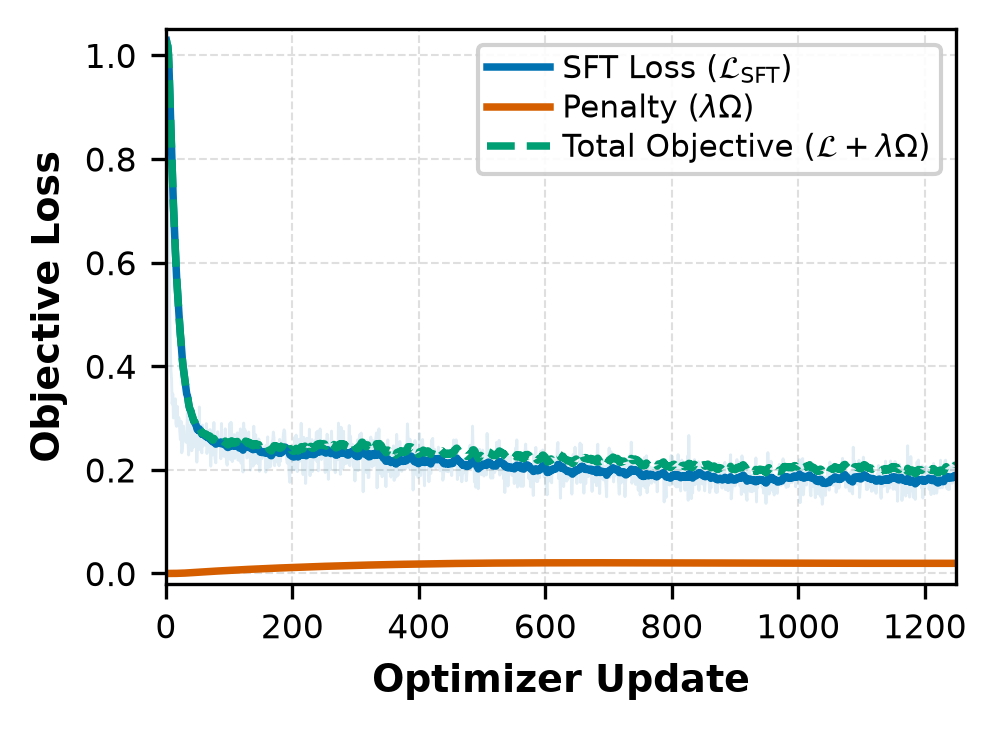 Objective Loss
1.0
0.8
0.6
0.4
0.2
0.0
SFT Loss (ℒ_SFT)
Penalty (λΩ)
Total Objective (ℒ + λΩ)
0 200 400 600 800 1000 1200
Optimizer Update